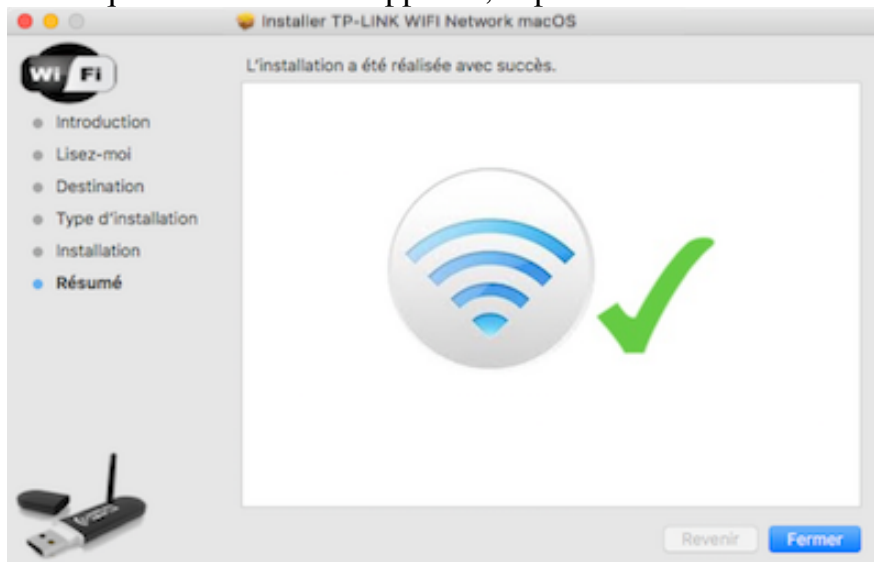 Installer TP-LINK WIFI Network macOS
Wi Fi
L'installation a été réalisée avec succès.
Introduction
Lisez-moi
Destination
Type d'installation
Installation
Résumé
Revenir
Fermer